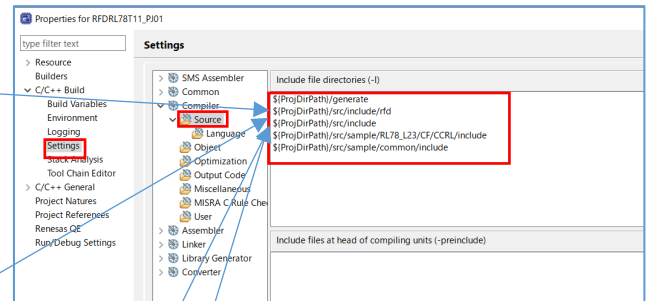 Properties for RFDRL78T11_PJ01
type filter text
Settings
Resource
Builders
C/C++ Build
Build Variables
Environment
Logging
Settings
Stack Analysis
Tool Chain Editor
C/C++ General
Project Natures
Project References
Renesas QE
Run/Debug Settings
SMS Assembler
Common
Compiler
Source
Language
Object
Optimization
Output Code
Miscellaneous
MISRA C Rule Che
User
Assembler
Linker
Library Generator
Converter
Include file directories (-I)
${ProjDirPath}/generate
${ProjDirPath}/src/include/rfd
${ProjDirPath}/src/include
${ProjDirPath}/src/sample/RL78_L23/CF/CCRL/include
${ProjDirPath}/src/sample/common/include
Include files at head of compiling units (-preinclude)